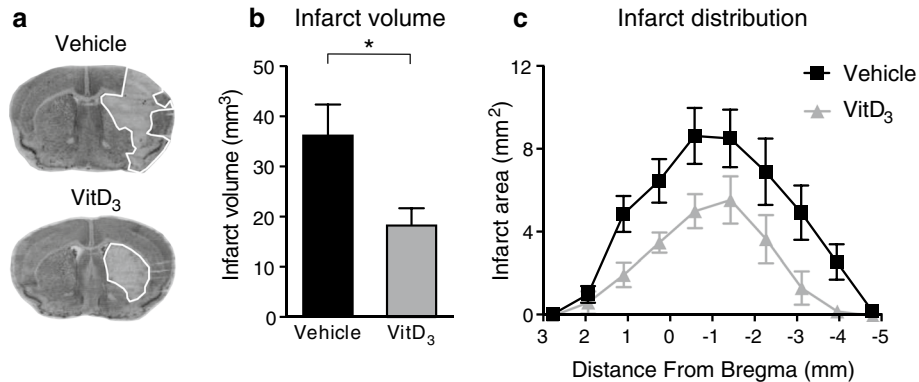 a
Vehicle
VitD3
b Infarct volume
*
Infarct volume (mm3)
50
40
30
20
10
0
Vehicle VitD3
c Infarct distribution
Vehicle
VitD3
Infarct area (mm2)
12
8
4
0
3 2 1 0 -1 -2 -3 -4 -5
Distance From Bregma (mm)